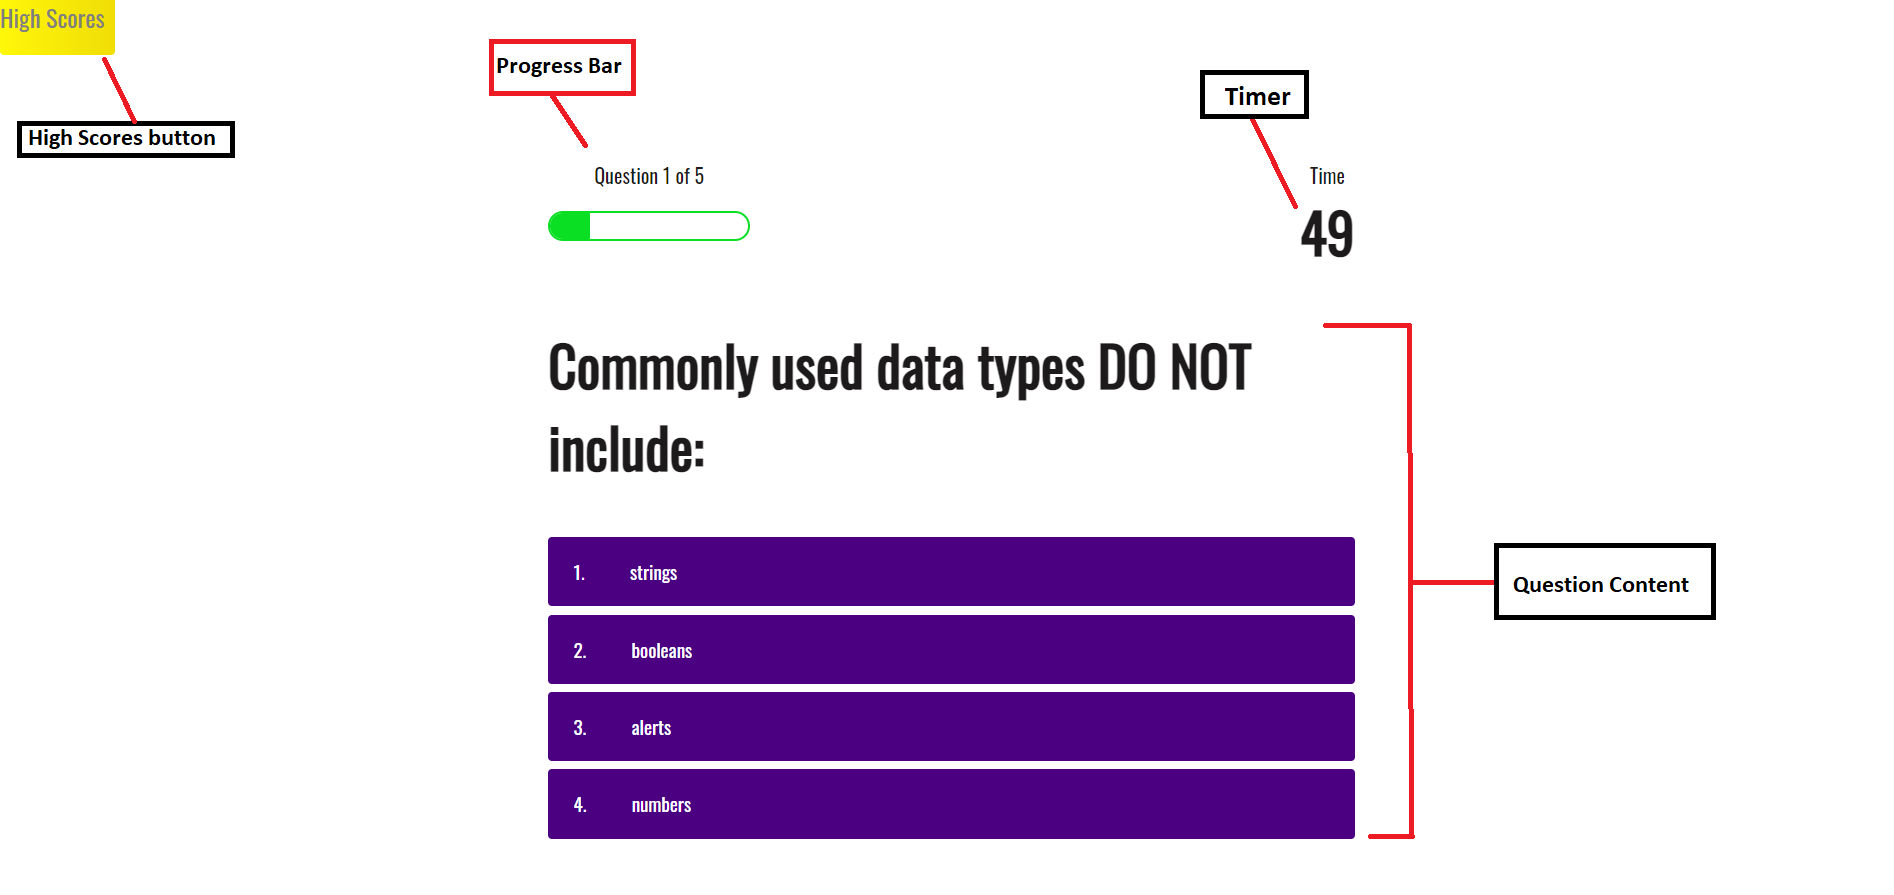 High Scores
High Scores button
Progress Bar
Timer
Question 1 of 5
Time
49
Commonly used data types DO NOT
include:
1. strings
2. booleans
3. alerts
4. numbers
Question Content